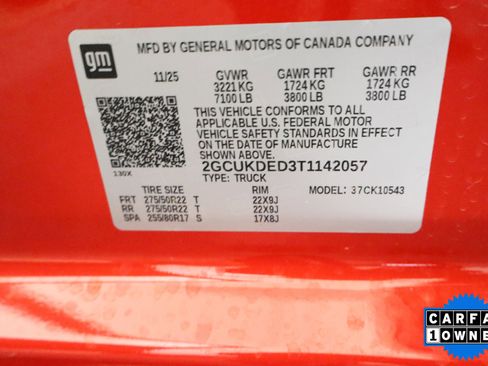 gm
MFD BY GENERAL MOTORS OF CANADA COMPANY
11/25 GVWR GAWR FRT GAWR RR
3221 KG 1724 KG 1724 KG
7100 LB 3800 LB 3800 LB
THIS VEHICLE CONFORMS TO ALL
APPLICABLE U.S. FEDERAL MOTOR
VEHICLE SAFETY STANDARDS IN EFFECT
ON THE DATE OF MANUFACTURE
SHOWN ABOVE.
2GCUKDED3T1142057
130X TYPE: TRUCK
TIRE SIZE RIM MODEL: 37CK10543
FRT 275/50R22 T 22X9J
RR 275/50R22 T 22X9J
SPA 255/80R17 S 17X8J
CARFA
1 OWNE